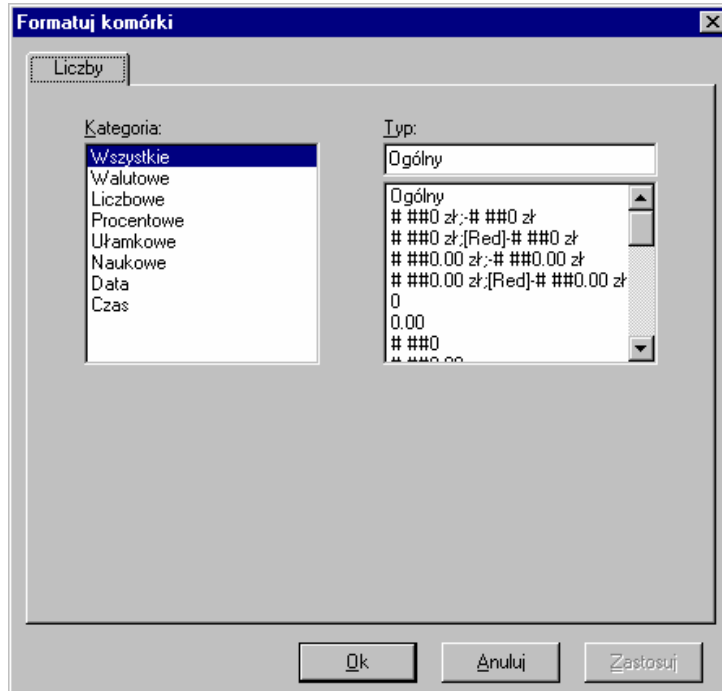 Formatuj komórki
Liczby
Kategoria:
Wszystkie
Walutowe
Liczbowe
Procentowe
Ułamkowe
Naukowe
Data
Czas
Typ:
Ogólny
Ogólny
# ##0 zł;-# ##0 zł
# ##0 zł;[Red]-# ##0 zł
# ##0.00 zł;-# ##0.00 zł
# ##0.00 zł;[Red]-# ##0.00 zł
0
0.00
# ##0
# ##0.00
Ok
Anuluj
Zastosuj